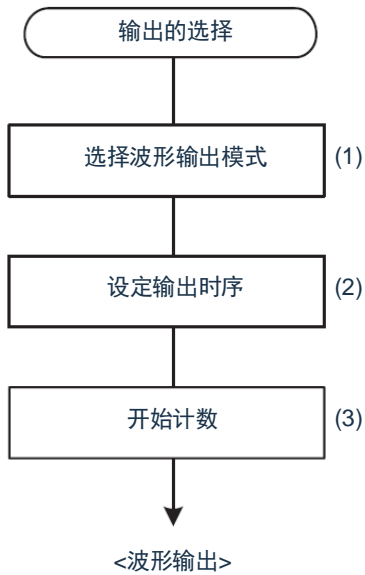 输出的选择
选择波形输出模式 (1)
设定输出时序 (2)
开始计数 (3)
<波形输出>